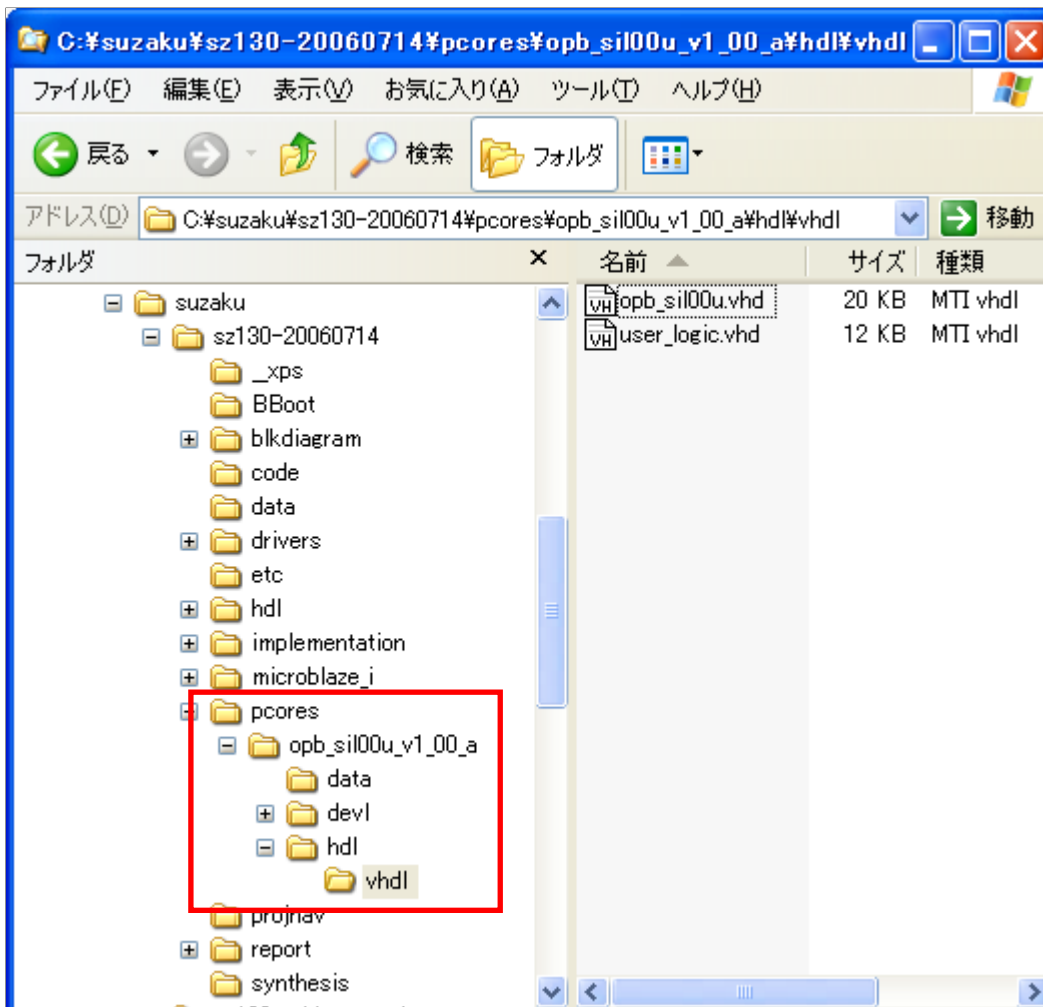 C:¥suzaku¥sz130-20060714¥pcores¥opb_sil00u_v1_00_a¥hdl¥vhdl
ファイル(F) 編集(E) 表示(V) お気に入り(A) ツール(T) ヘルプ(H)
戻る 検索 フォルダ
アドレス(D) C:¥suzaku¥sz130-20060714¥pcores¥opb_sil00u_v1_00_a¥hdl¥vhdl 移動
フォルダ × 名前 サイズ 種類
suzaku
sz130-20060714
_xps
BBoot
blkdiagram
code
data
drivers
etc
hdl
implementation
microblaze_i
pcores
opb_sil00u_v1_00_a
data
devl
hdl
vhdl
projnav
report
synthesis
opb_sil00u.vhd 20 KB MTI vhdl
user_logic.vhd 12 KB MTI vhdl